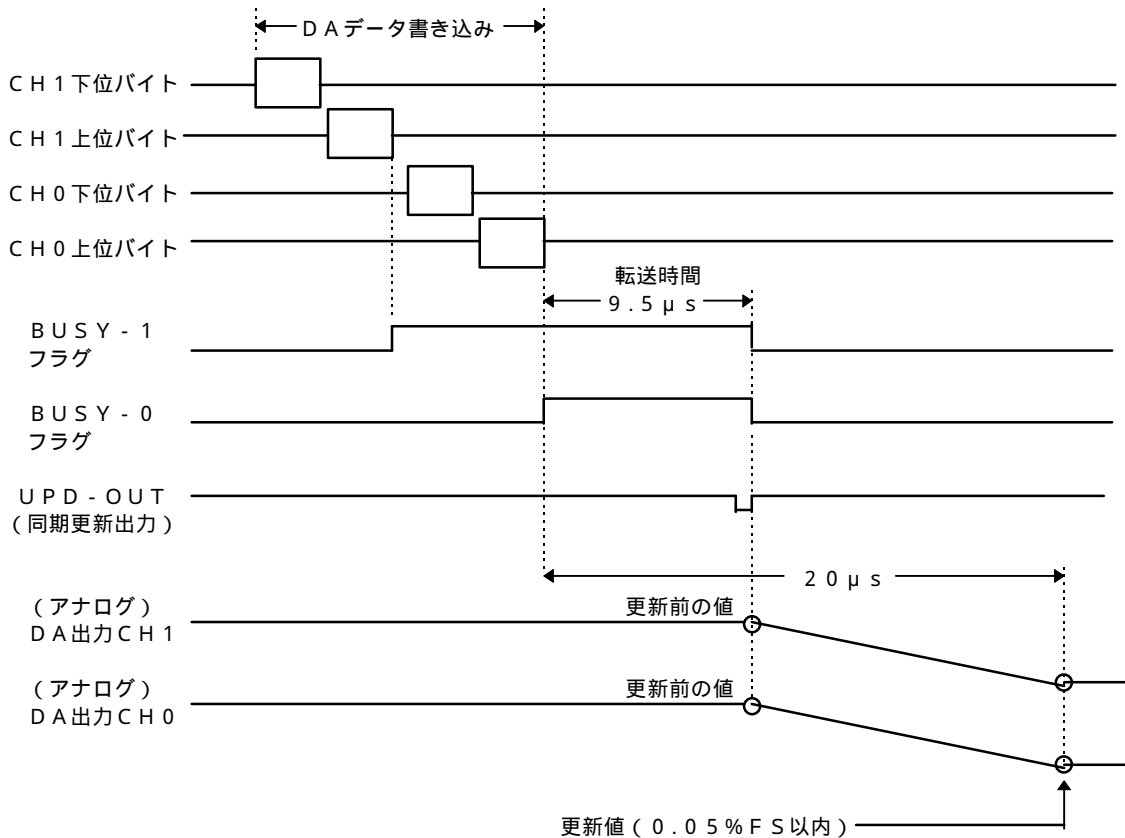 DAデータ書き込み
CH1下位バイト
CH1上位バイト
CH0下位バイト
CH0上位バイト
転送時間
9.5μs
BUSY-1
フラグ
BUSY-0
フラグ
UPD-OUT
(同期更新出力)
20μs
(アナログ)
DA出力CH1
更新前の値
(アナログ)
DA出力CH0
更新前の値
更新値(0.05%FS以内)